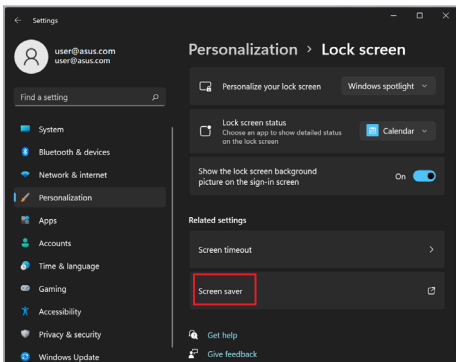 Settings
user@asus.com
user@asus.com
Find a setting
System
Bluetooth & devices
Network & internet
Personalization
Apps
Accounts
Time & language
Gaming
Accessibility
Privacy & security
Windows Update
Personalization > Lock screen
Personalize your lock screen
Windows spotlight
Lock screen status
Choose an app to show detailed status
on the lock screen
Calendar
Show the lock screen background
picture on the sign-in screen
On
Related settings
Screen timeout
Screen saver
Get help
Give feedback